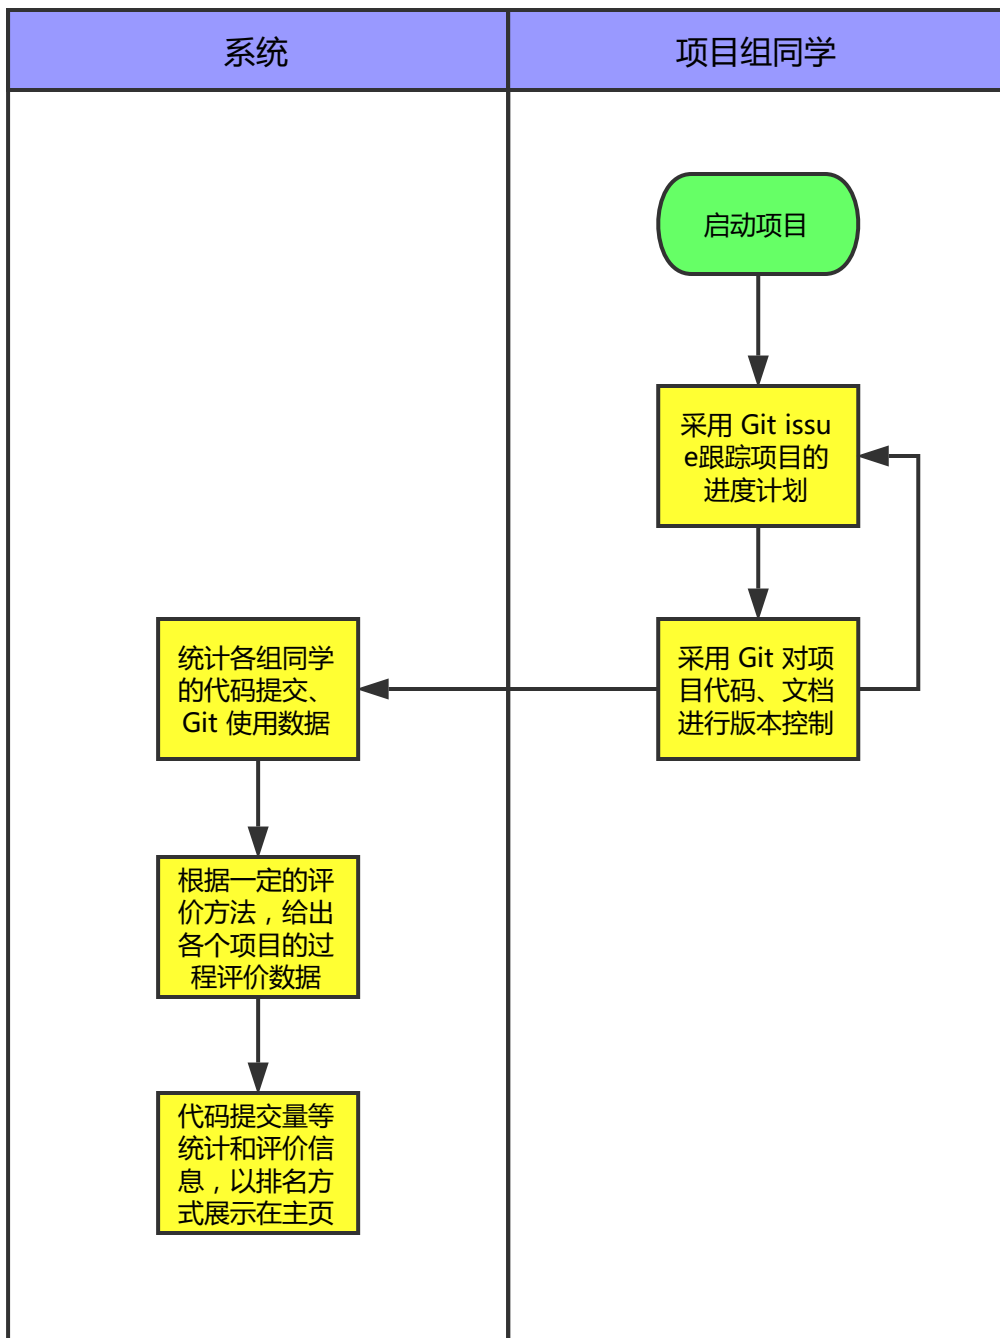 系统
项目组同学
启动项目
采用 Git issu
e跟踪项目的
进度计划
采用 Git 对项
目代码、文档
进行版本控制
统计各组同学
的代码提交、
Git 使用数据
根据一定的评
价方法，给出
各个项目的过
程评价数据
代码提交量等
统计和评价信
息，以排名方
式展示在主页